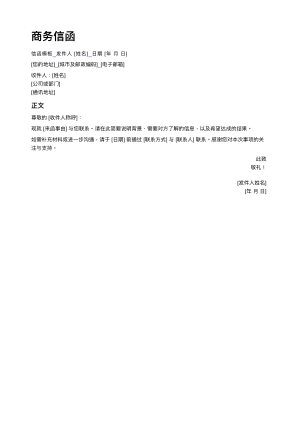 商务信函
信函模板_发件人 [姓名]_日期 [年 月 日]
[您的地址]_[城市及邮政编码]_[电子邮箱]
收件人：[姓名]
[公司或部门]
[通讯地址]
正文
尊敬的 [收件人称谓]：
现就 [来函事由] 与您联系。请在此简要说明背景、需要对方了解的信息，以及希望达成的结果。
如需补充材料或进一步沟通，请于 [日期] 前通过 [联系方式] 与 [联系人] 联系。感谢您对本次事项的关
注与支持。
此致
敬礼！
[发件人姓名]
[年 月 日]